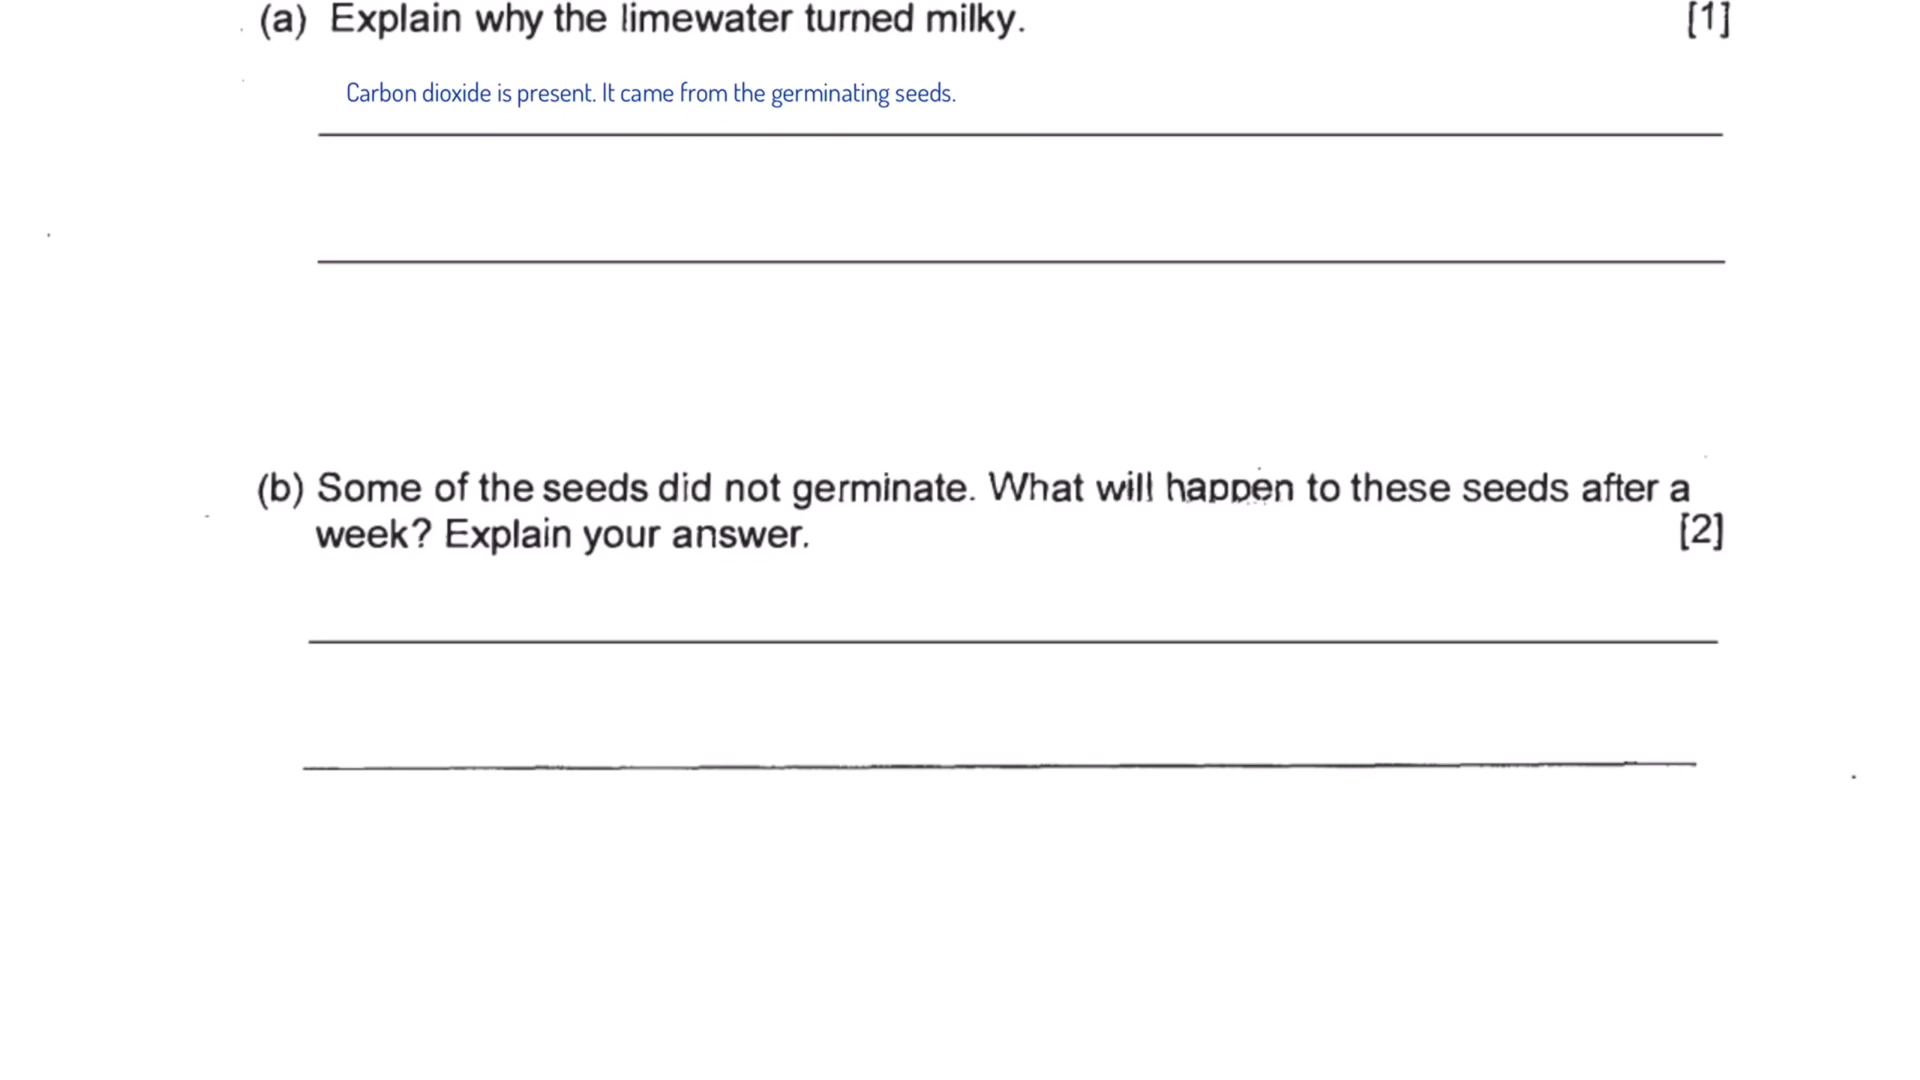 (a) Explain why the limewater turned milky. [1]
Carbon dioxide is present. It came from the germinating seeds.
(b) Some of the seeds did not germinate. What will happen to these seeds after a
week? Explain your answer. [2]